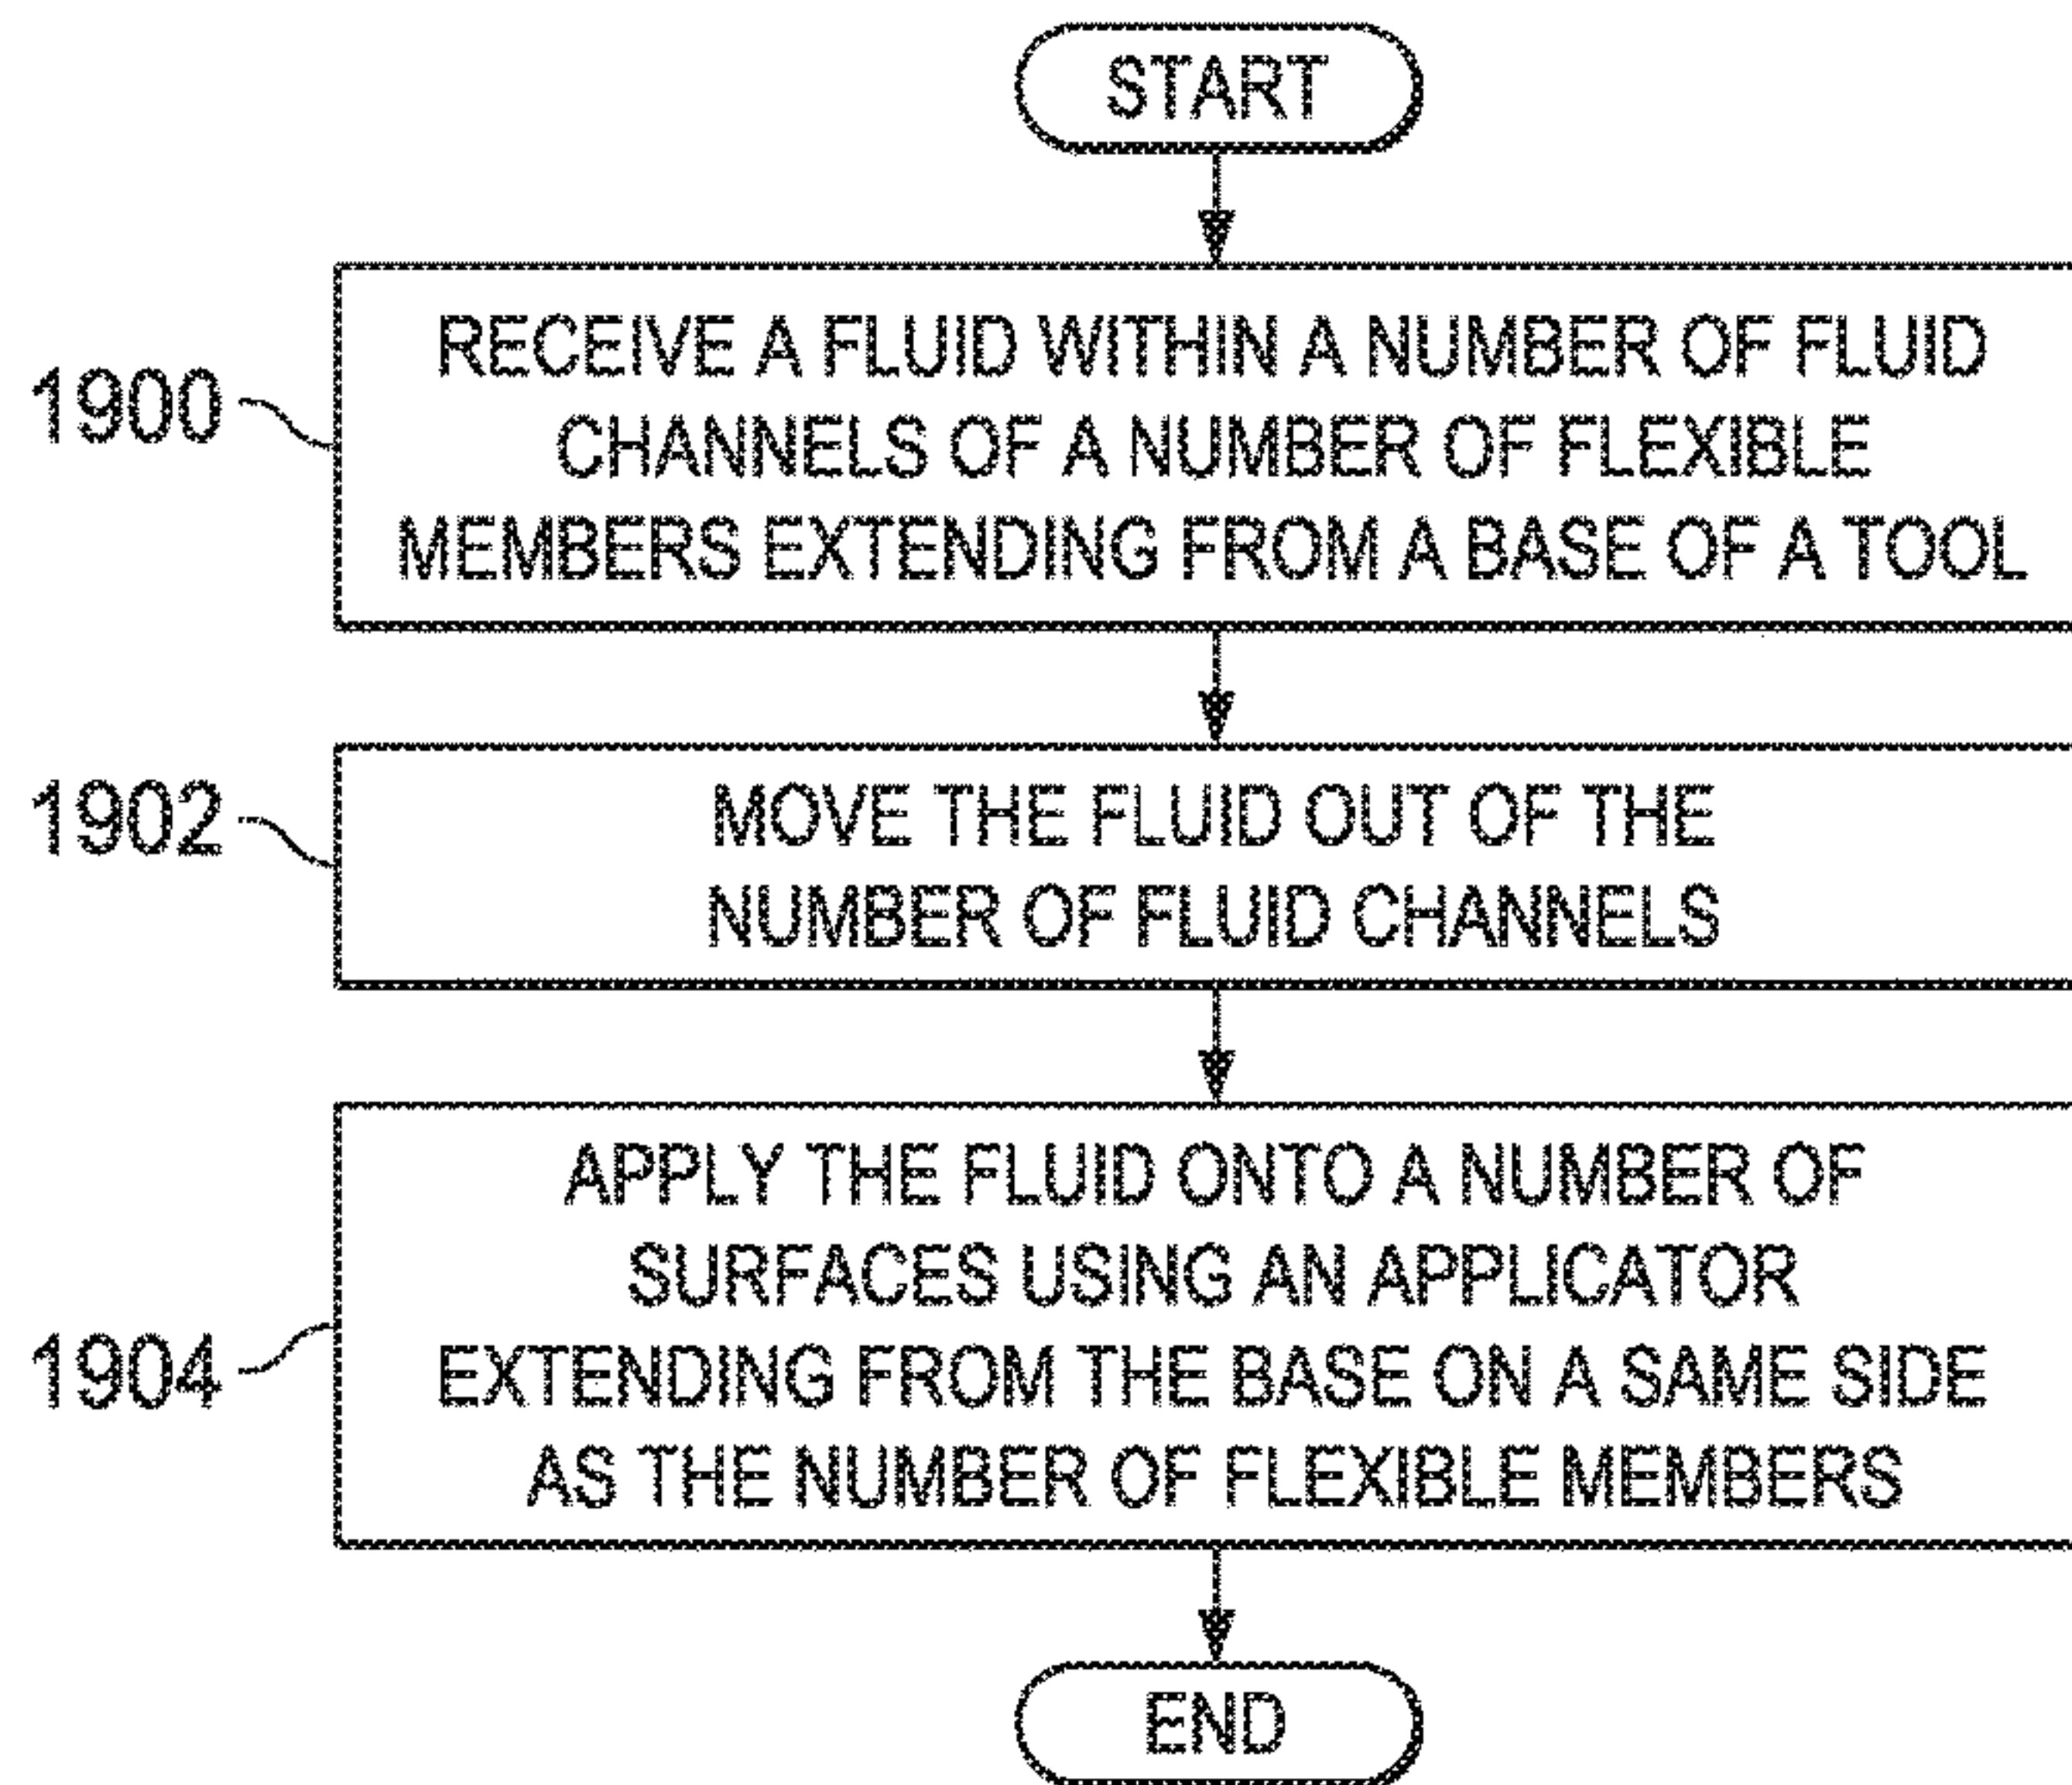 START
1900
RECEIVE A FLUID WITHIN A NUMBER OF FLUID
CHANNELS OF A NUMBER OF FLEXIBLE
MEMBERS EXTENDING FROM A BASE OF A TOOL
1902
MOVE THE FLUID OUT OF THE
NUMBER OF FLUID CHANNELS
1904
APPLY THE FLUID ONTO A NUMBER OF
SURFACES USING AN APPLICATOR
EXTENDING FROM THE BASE ON A SAME SIDE
AS THE NUMBER OF FLEXIBLE MEMBERS
END